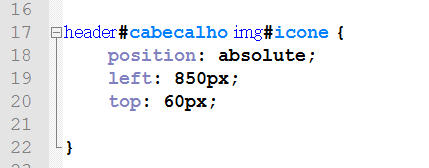 16
17 header#cabecalho img#icone {
18 position: absolute;
19 left: 850px;
20 top: 60px;
21
22 }